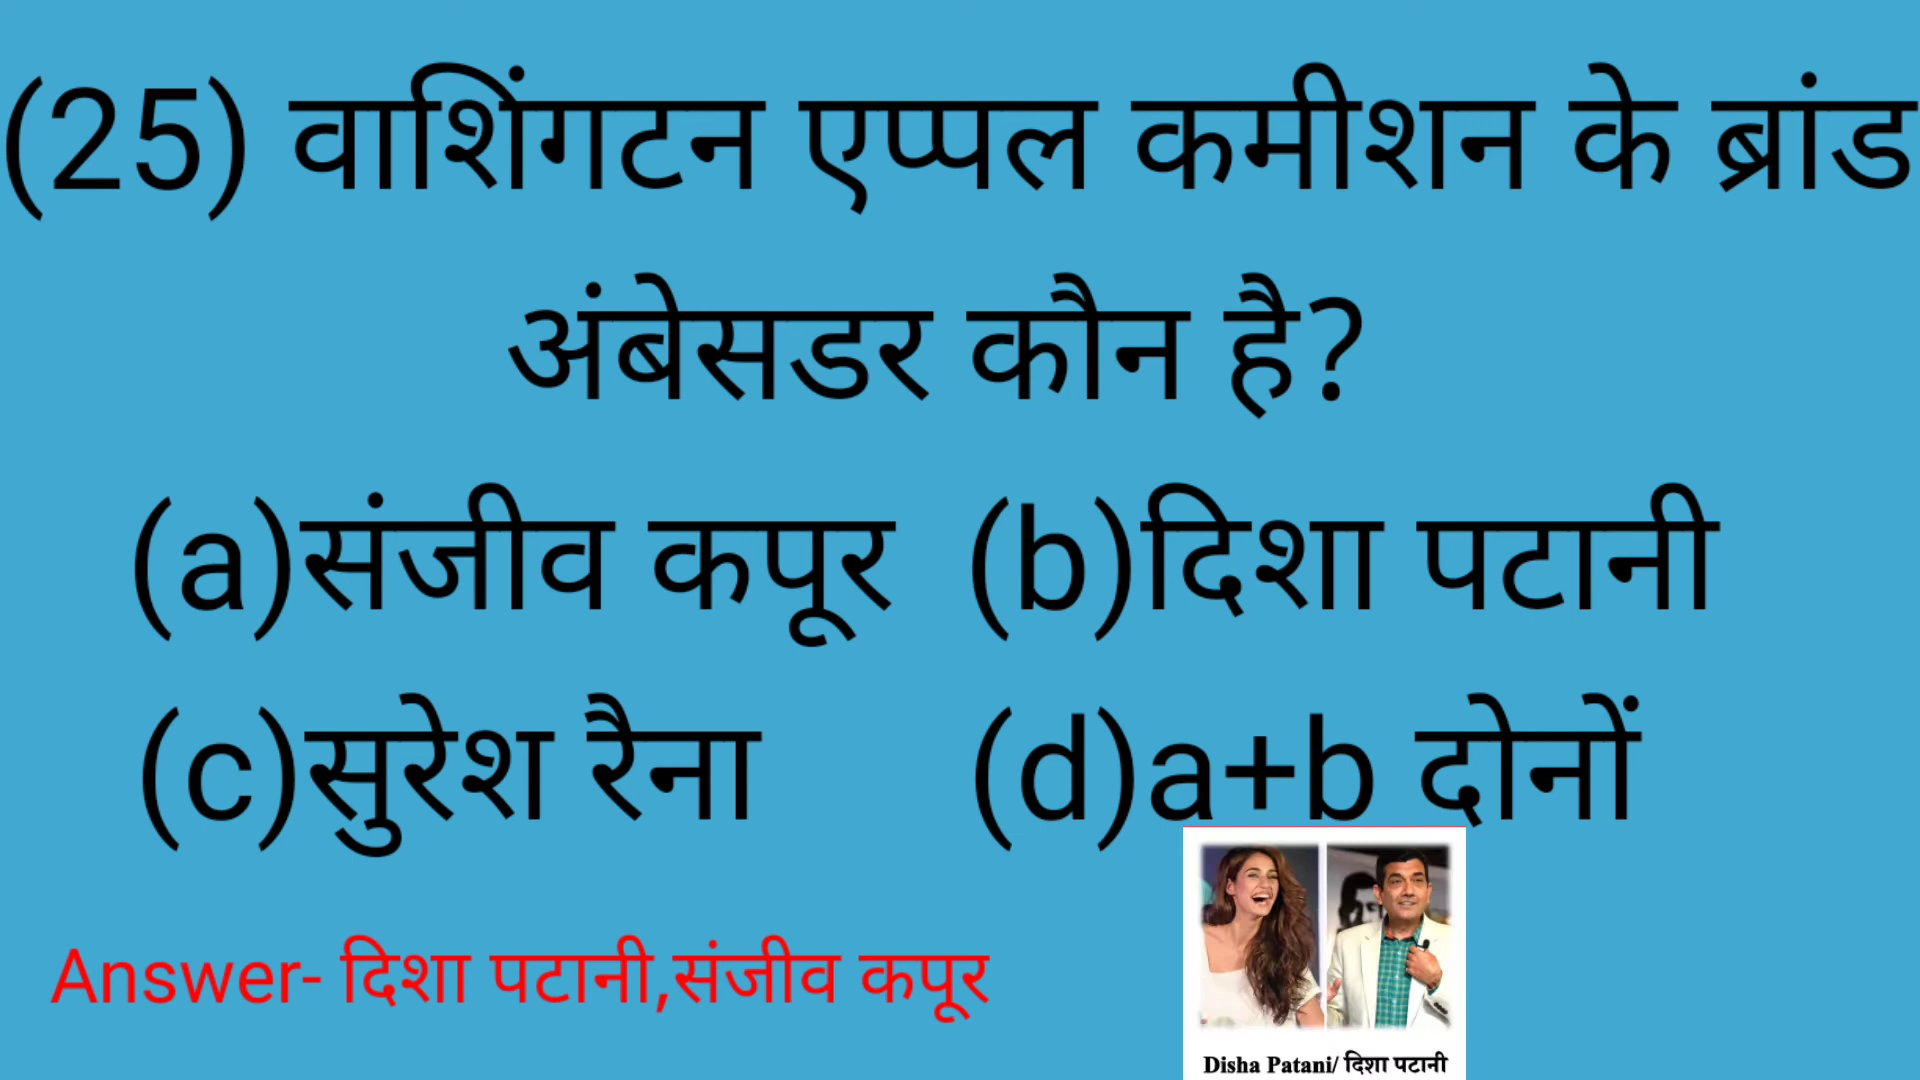 (25) वाशिंगटन एप्पल कमीशन के ब्रांड
अंबेसडर कौन है?
(a)संजीव कपूर (b)दिशा पटानी
(c)सुरेश रैना (d)a+b दोनों
Answer- दिशा पटानी,संजीव कपूर
Disha Patani/ दिशा पटानी